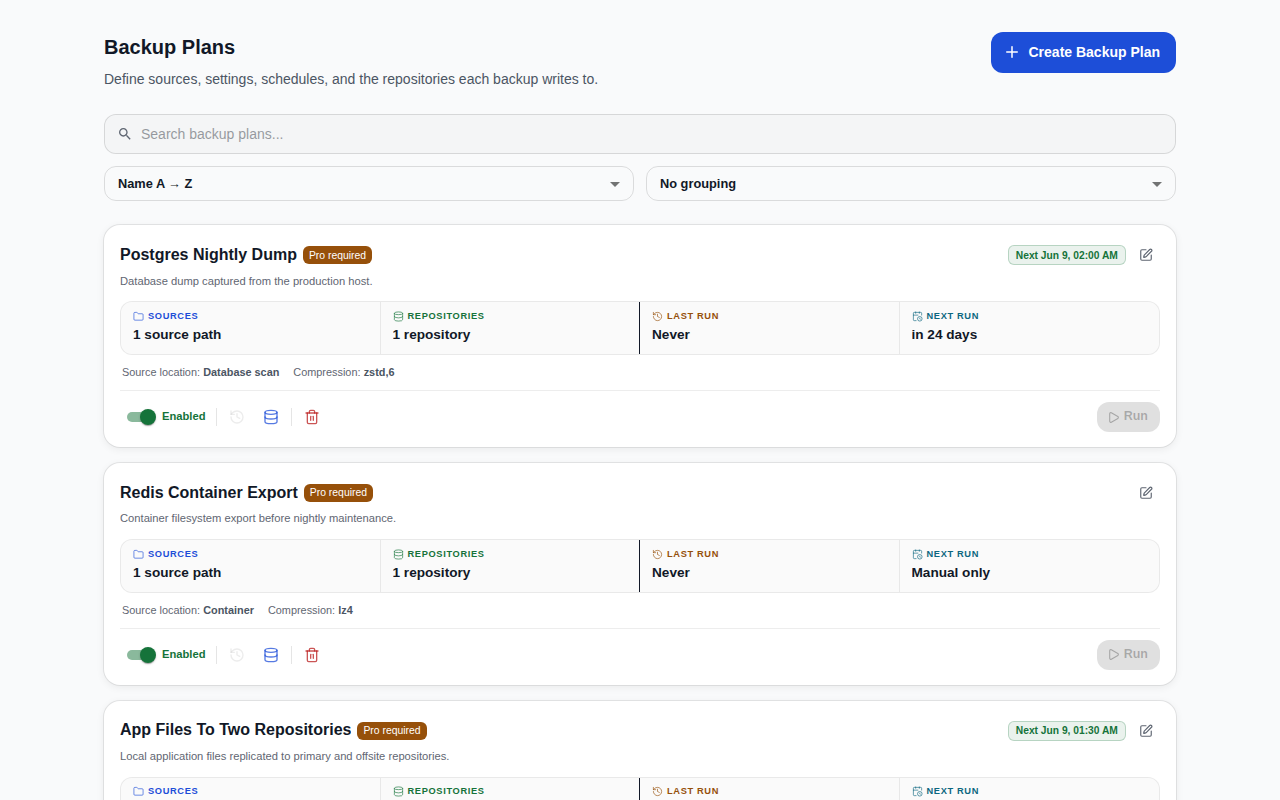 Backup Plans
Create Backup Plan
Define sources, settings, schedules, and the repositories each backup writes to.
Search backup plans...
Name A → Z
No grouping
Postgres Nightly Dump Pro required
Next Jun 9, 02:00 AM
Database dump captured from the production host.
SOURCES REPOSITORIES LAST RUN NEXT RUN
1 source path 1 repository Never in 24 days
Source location: Database scan Compression: zstd,6
Enabled Run
Redis Container Export Pro required
Container filesystem export before nightly maintenance.
SOURCES REPOSITORIES LAST RUN NEXT RUN
1 source path 1 repository Never Manual only
Source location: Container Compression: lz4
Enabled Run
App Files To Two Repositories Pro required
Next Jun 9, 01:30 AM
Local application files replicated to primary and offsite repositories.
SOURCES REPOSITORIES LAST RUN NEXT RUN